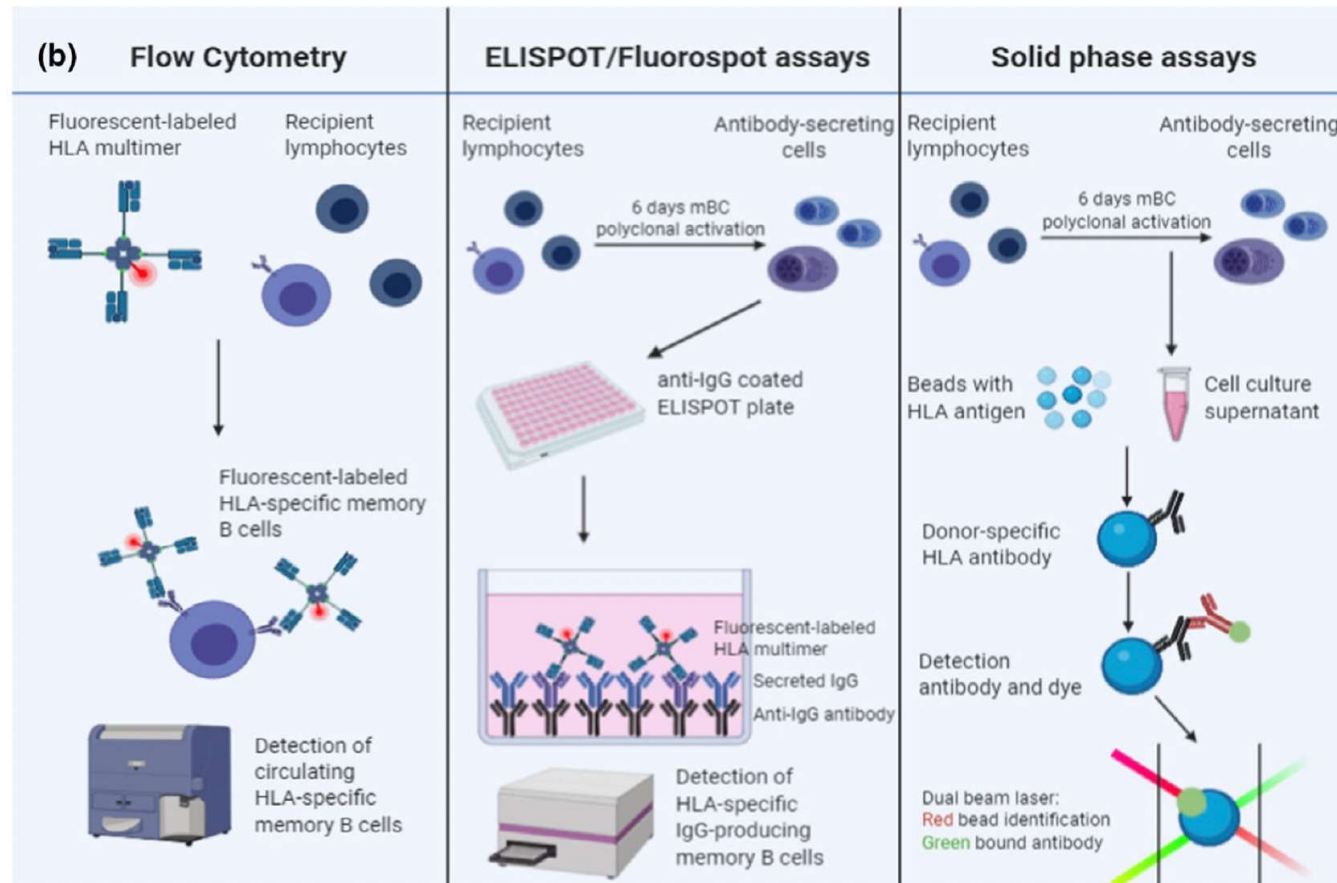 (b)
Flow Cytometry
Fluorescent-labeled
HLA multimer
Recipient
lymphocytes
Fluorescent-labeled
HLA-specific memory
B cells
Detection of
circulating
HLA-specific
memory B cells
ELISPOT/Fluorospot assays
Recipient
lymphocytes
Antibody-secreting
cells
6 days mBC
polyclonal activation
anti-IgG coated
ELISPOT plate
Fluorescent-labeled
HLA multimer
Secreted IgG
Anti-IgG antibody
Detection of
HLA-specific
IgG-producing
memory B cells
Solid phase assays
Recipient
lymphocytes
Antibody-secreting
cells
6 days mBC
polyclonal activation
Beads with
HLA antigen
Cell culture
supernatant
Donor-specific
HLA antibody
Detection
antibody and dye
Dual beam laser:
Red bead identification
Green bound antibody